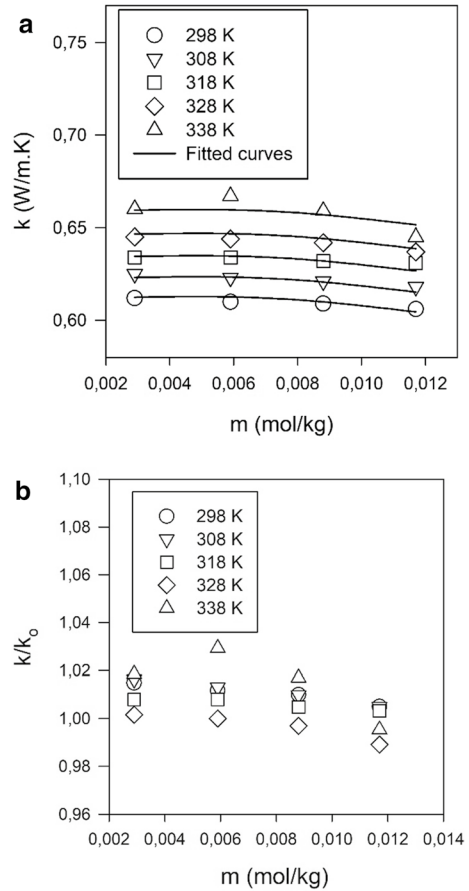 a
k (W/m.K)
0,75
0,70
0,65
0,60
298 K
308 K
318 K
328 K
338 K
Fitted curves
0,002 0,004 0,006 0,008 0,010 0,012
m (mol/kg)
b
k/ko
1,10
1,08
1,06
1,04
1,02
1,00
0,98
0,96
298 K
308 K
318 K
328 K
338 K
0,002 0,004 0,006 0,008 0,010 0,012 0,014
m (mol/kg)